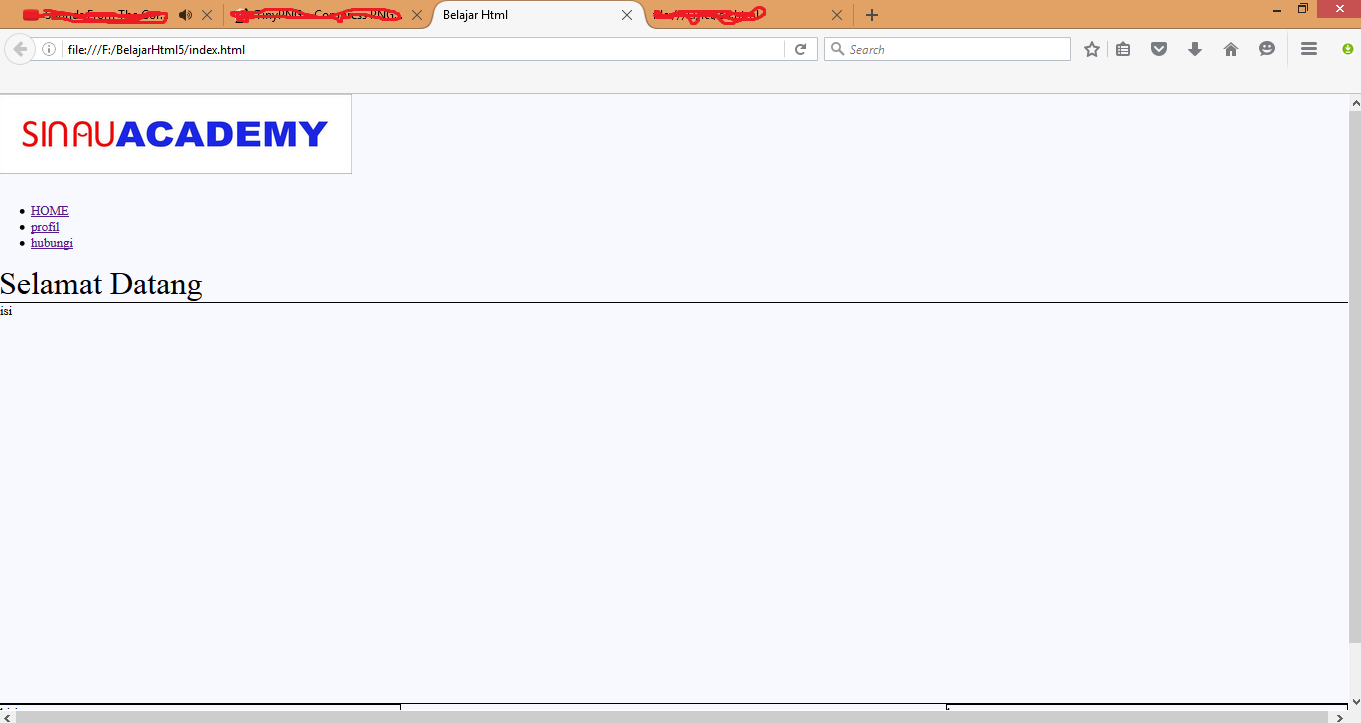 Belajar Html
file:///F:/BelajarHtml5/index.html
Search
SINAUACADEMY
HOME
profil
hubungi
Selamat Datang
isi